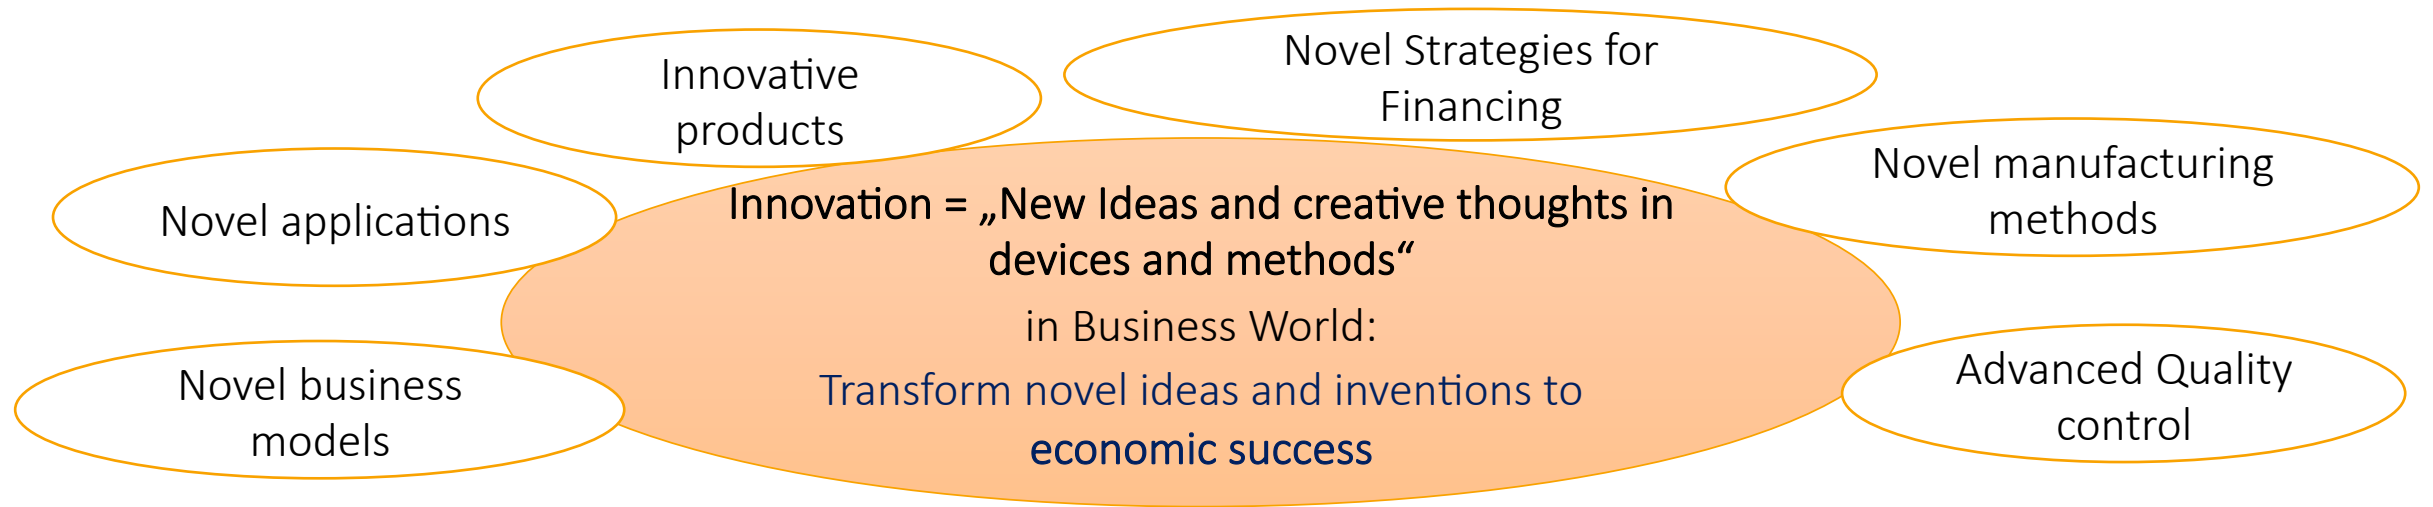 Novel Strategies for
Financing
Innovative
products
Novel manufacturing
methods
Novel applications
Innovation = „New Ideas and creative thoughts in
devices and methods“
in Business World:
Transform novel ideas and inventions to
economic success
Novel business
models
Advanced Quality
control